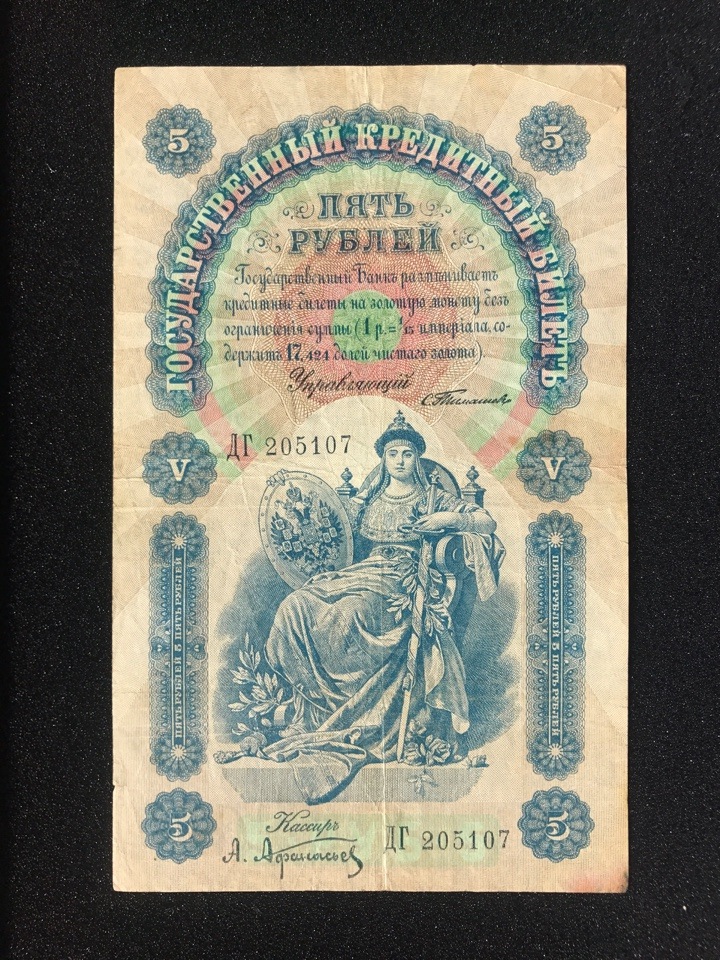 5 5
ГОСУДАРСТВЕННЫЙ КРЕДИТНЫЙ БИЛЕТЪ
ПЯТЬ
РУБЛЕЙ
Государственный Банкъ размѣниваетъ
кредитные билеты на золотую монету безъ
ограниченія суммы (1 р.= 1/15 имперіала, со-
держитъ 17,424 долей чистаго золота).
Управляющій
С. Тимашевъ
ДГ 205107
V V
ПЯТЬ РУБЛЕЙ 5 ПЯТЬ РУБЛЕЙ
ПЯТЬ РУБЛЕЙ 5 ПЯТЬ РУБЛЕЙ
5 5
Кассиръ
А. Афанасьев
ДГ 205107